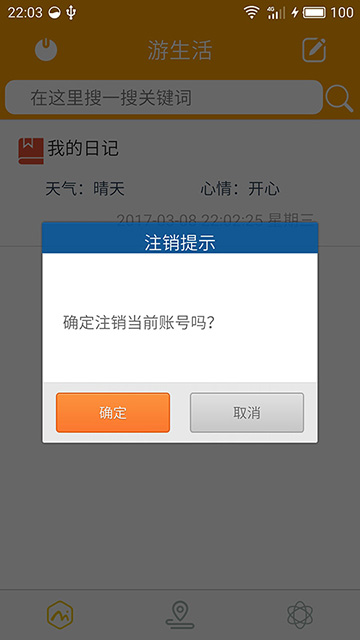 22:03 4G 100
游生活
在这里搜一搜关键词
我的日记
天气：晴天 心情：开心
2017-03-08 22:02:25 星期三
注销提示
确定注销当前账号吗？
确定 取消